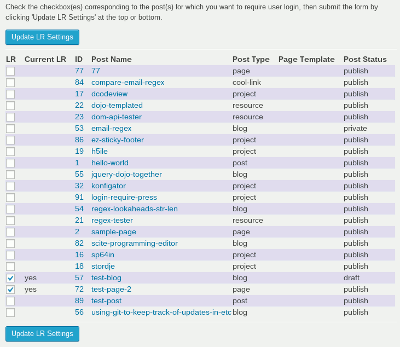 Check the checkbox(es) corresponding to the post(s) for which you want to require user login, then submit the form by
clicking 'Update LR Settings' at the top or bottom.
Update LR Settings
LR Current LR ID Post Name Post Type Page Template Post Status
77 77 page publish
84 compare-email-regex cool-link publish
17 dcodeview project publish
22 dojo-templated resource publish
23 dom-api-tester resource publish
53 email-regex blog private
86 ez-sticky-footer project publish
19 h5ile project publish
1 hello-world post publish
55 jquery-dojo-together blog publish
32 konfigator project publish
91 login-require-press project publish
54 regex-lookaheads-str-len blog publish
21 regex-tester resource publish
2 sample-page page publish
82 scite-programming-editor blog publish
16 sp64in project publish
18 stordje project publish
yes 57 test-blog blog draft
yes 72 test-page-2 page publish
89 test-post post publish
56 using-git-to-keep-track-of-updates-in-etc blog publish
Update LR Settings